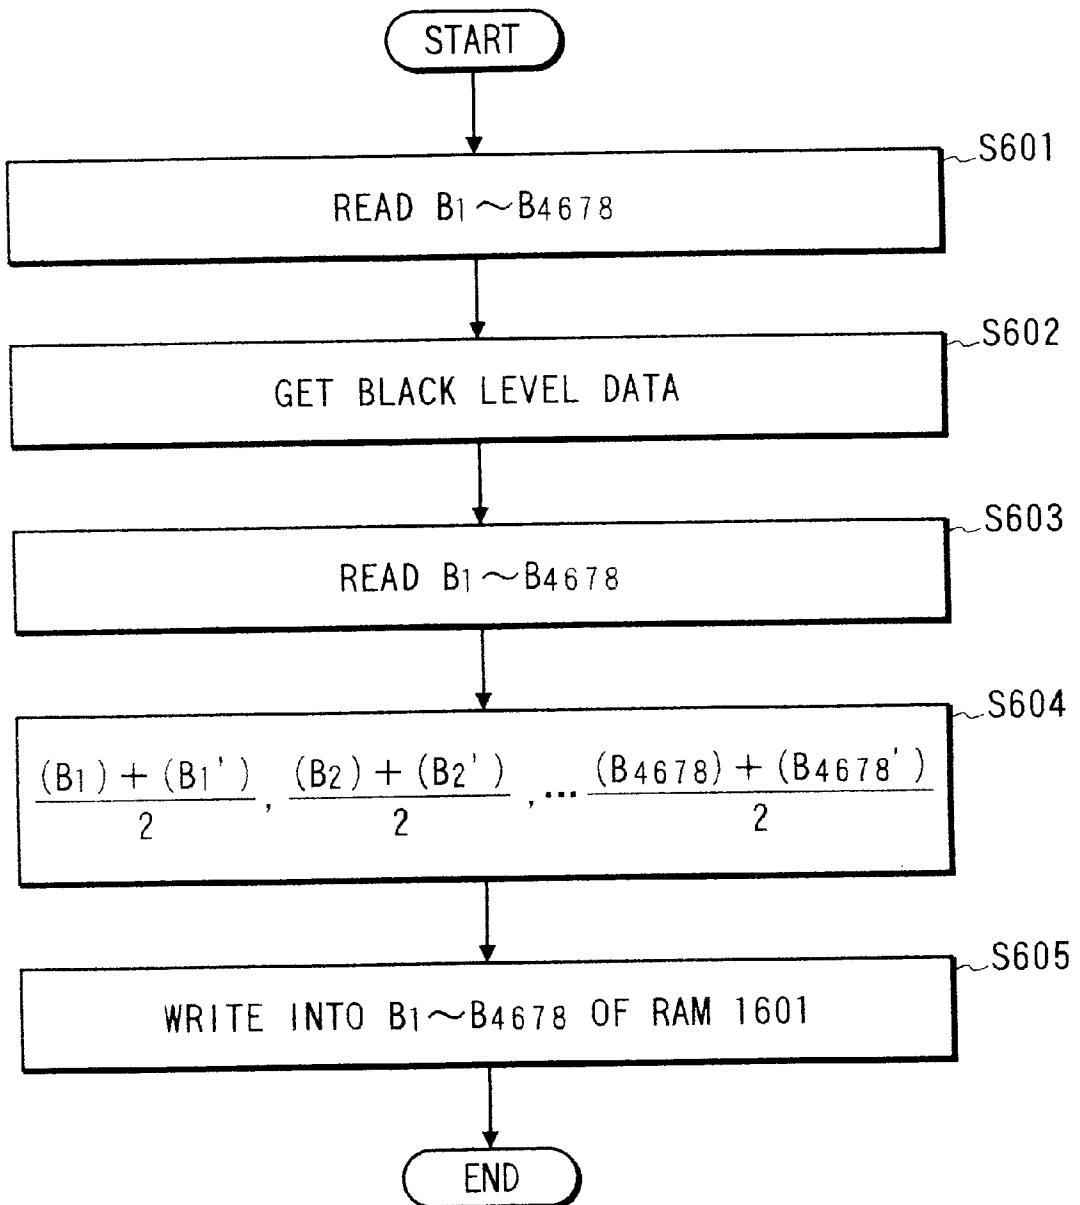 START
S601
READ B1~B4678
S602
GET BLACK LEVEL DATA
S603
READ B1~B4678
S604
(B1) + (B1')/2, (B2) + (B2')/2, ... (B4678) + (B4678')/2
S605
WRITE INTO B1~B4678 OF RAM 1601
END